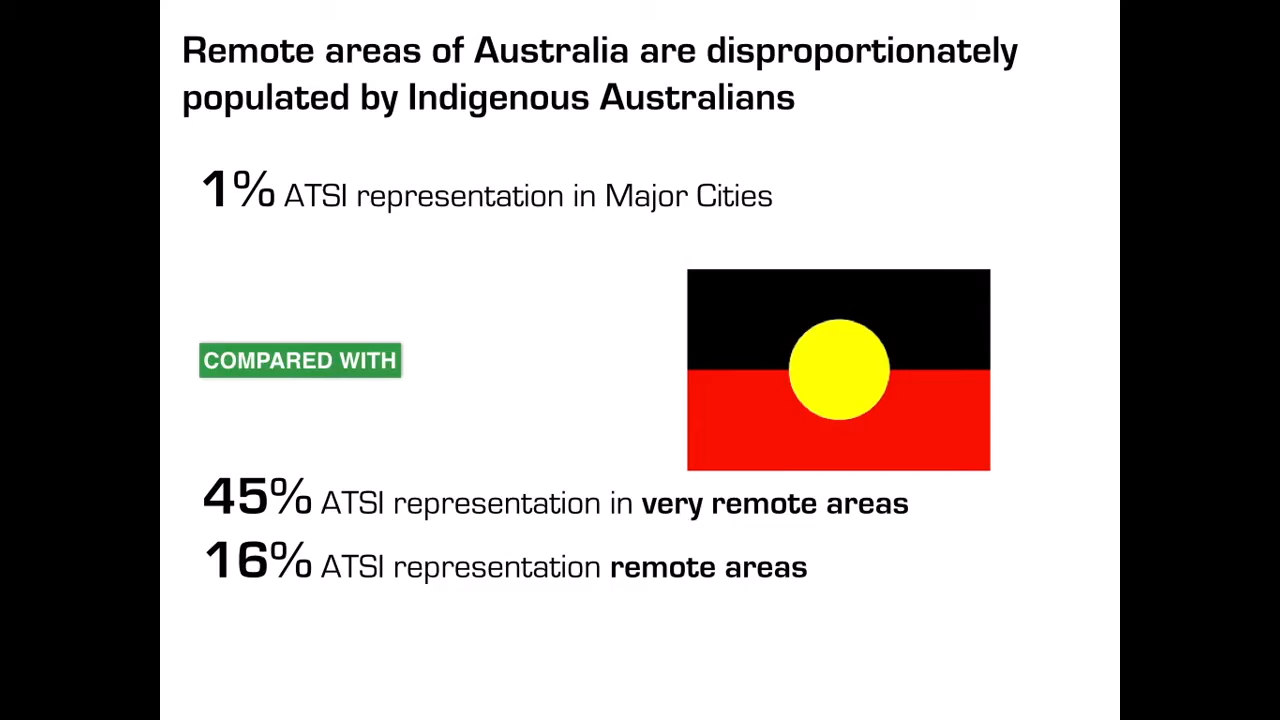 Remote areas of Australia are disproportionately
populated by Indigenous Australians
1% ATSI representation in Major Cities
COMPARED WITH
45% ATSI representation in very remote areas
16% ATSI representation remote areas